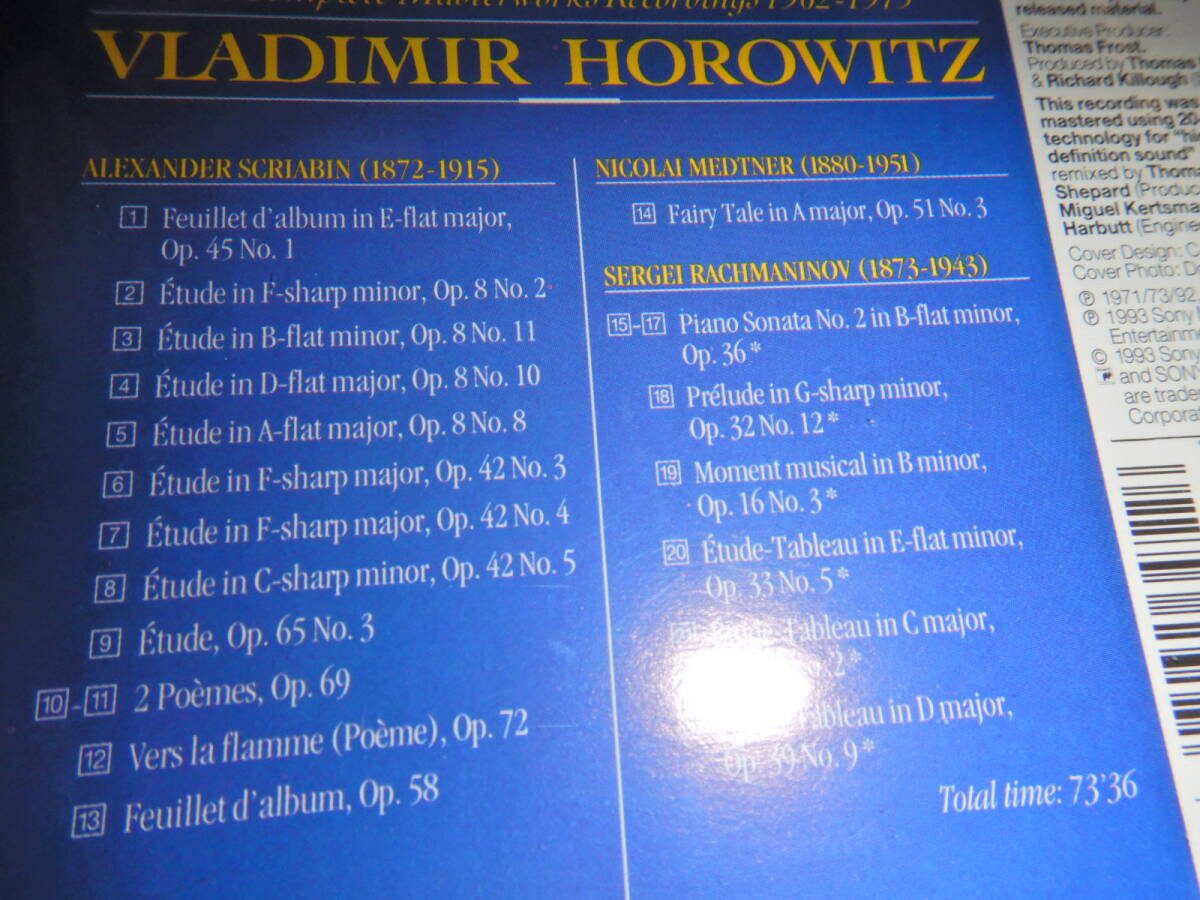 Complete Masterworks Recordings 1962-1973
VLADIMIR HOROWITZ
ALEXANDER SCRIABIN (1872-1915)
1 Feuillet d'album in E-flat major,
Op. 45 No. 1
2 Étude in F-sharp minor, Op. 8 No. 2
3 Étude in B-flat minor, Op. 8 No. 11
4 Étude in D-flat major, Op. 8 No. 10
5 Étude in A-flat major, Op. 8 No. 8
6 Étude in F-sharp major, Op. 42 No. 3
7 Étude in F-sharp major, Op. 42 No. 4
8 Étude in C-sharp minor, Op. 42 No. 5
9 Étude, Op. 65 No. 3
10-11 2 Poèmes, Op. 69
12 Vers la flamme (Poème), Op. 72
13 Feuillet d'album, Op. 58
NICOLAI MEDTNER (1880-1951)
14 Fairy Tale in A major, Op. 51 No. 3
SERGEI RACHMANINOV (1873-1943)
15-17 Piano Sonata No. 2 in B-flat minor,
Op. 36*
18 Prélude in G-sharp minor,
Op. 32 No. 12*
19 Moment musical in B minor,
Op. 16 No. 3*
20 Étude-Tableau in E-flat minor,
Op. 33 No. 5*
Tableau in C major,
2*
Tableau in D major,
Op. 39 No. 9*
Total time: 73'36
released material.
Executive Producer:
Thomas Frost.
Produced by Thomas
& Richard Killough
This recording was
mastered using 20-
technology for "hi
definition sound"
remixed by Thoma
Shepard (Produc
Miguel Kertsma
Harbutt (Enginee
Cover Design: C
Cover Photo: D
℗ 1971/73/92
℗ 1993 Sony
Entertainm
© 1993 Sony
and SONY
are trade
Corporat